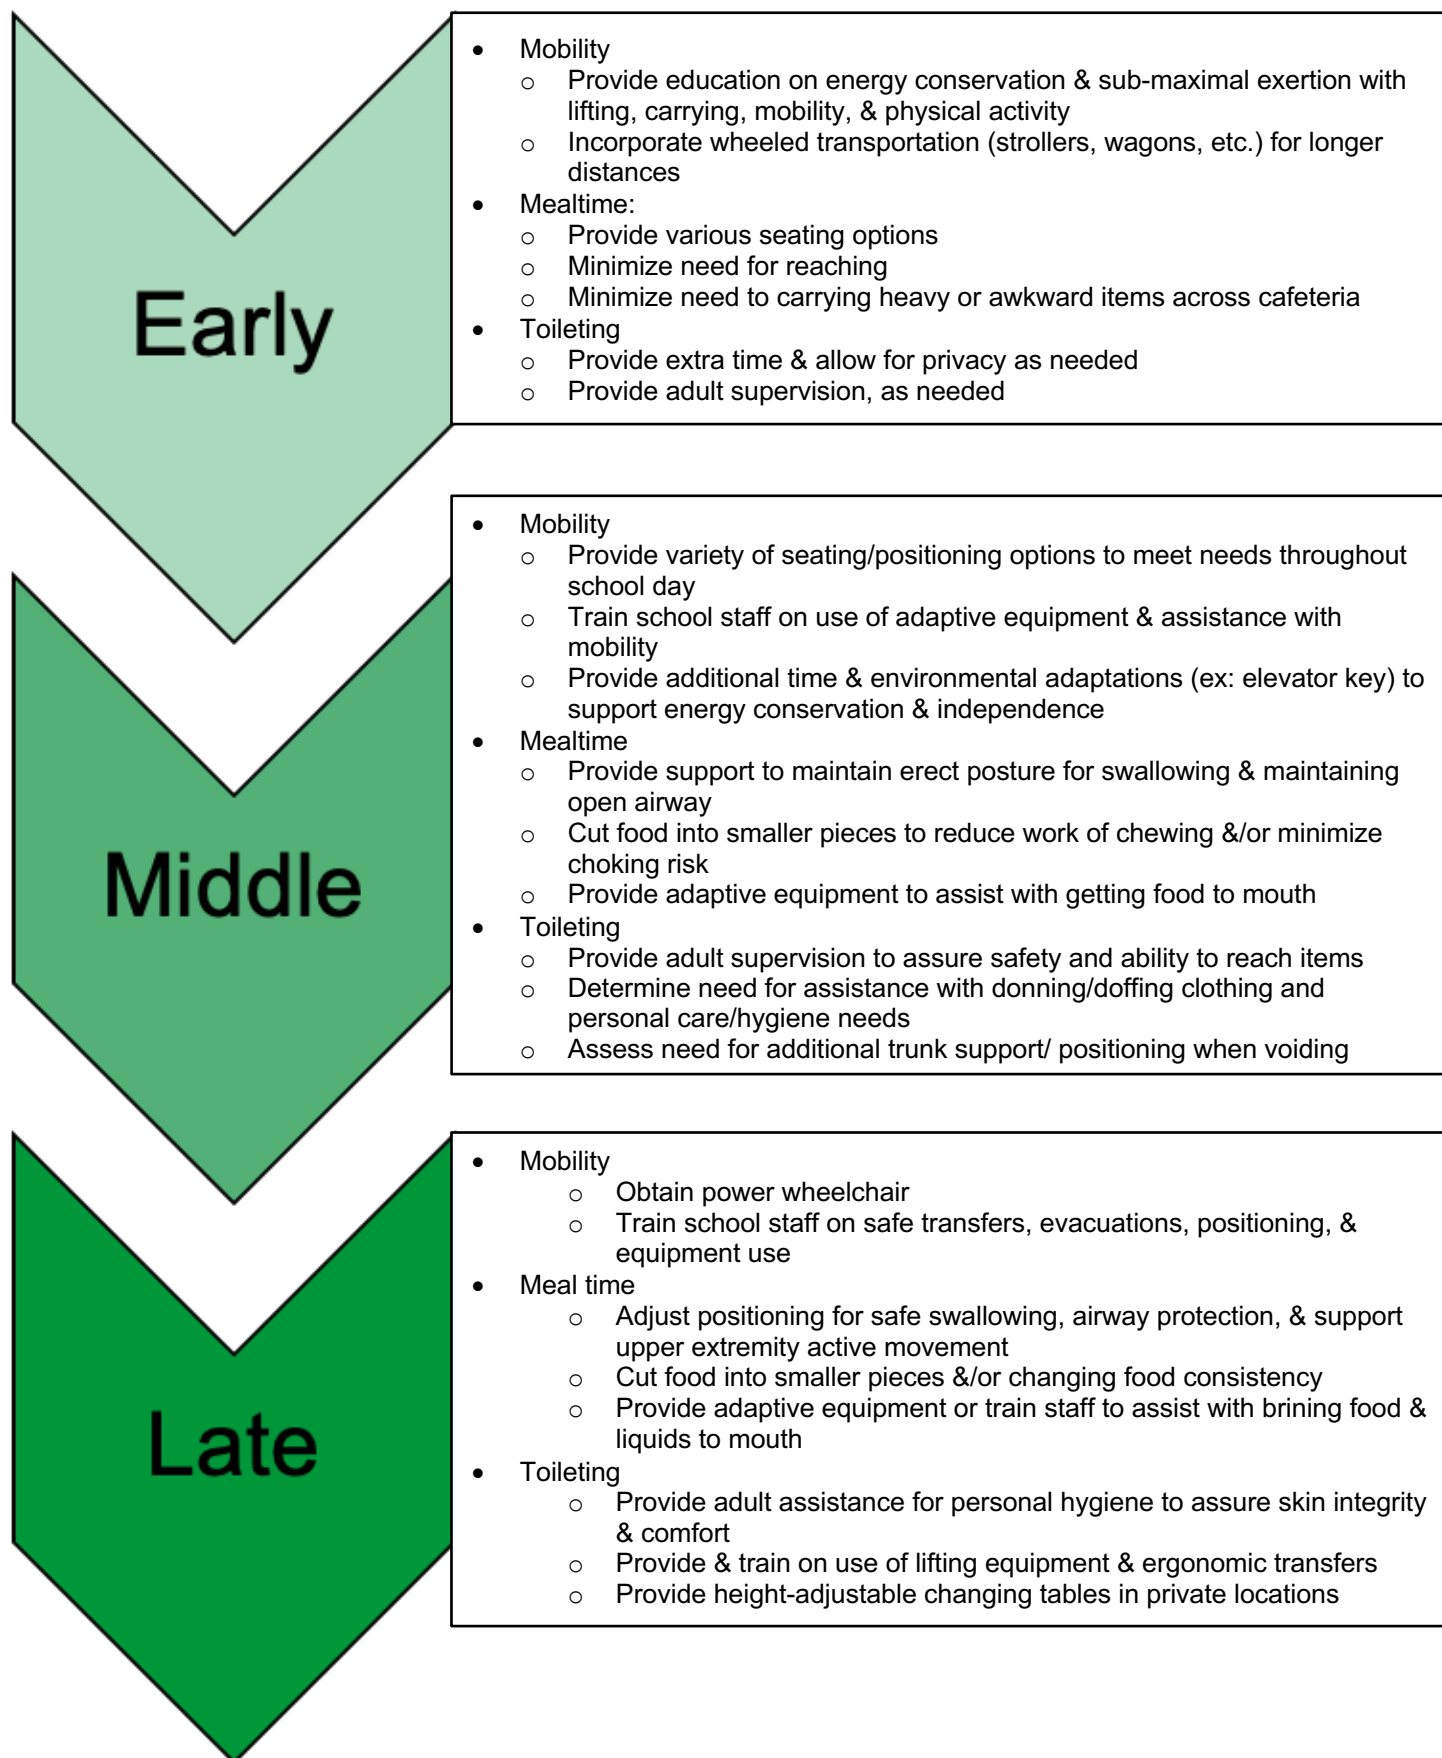 Early
• Mobility
o Provide education on energy conservation & sub-maximal exertion with
lifting, carrying, mobility, & physical activity
o Incorporate wheeled transportation (strollers, wagons, etc.) for longer
distances
• Mealtime:
o Provide various seating options
o Minimize need for reaching
o Minimize need to carrying heavy or awkward items across cafeteria
• Toileting
o Provide extra time & allow for privacy as needed
o Provide adult supervision, as needed
Middle
• Mobility
o Provide variety of seating/positioning options to meet needs throughout
school day
o Train school staff on use of adaptive equipment & assistance with
mobility
o Provide additional time & environmental adaptations (ex: elevator key) to
support energy conservation & independence
• Mealtime
o Provide support to maintain erect posture for swallowing & maintaining
open airway
o Cut food into smaller pieces to reduce work of chewing &/or minimize
choking risk
o Provide adaptive equipment to assist with getting food to mouth
• Toileting
o Provide adult supervision to assure safety and ability to reach items
o Determine need for assistance with donning/doffing clothing and
personal care/hygiene needs
o Assess need for additional trunk support/ positioning when voiding
Late
• Mobility
o Obtain power wheelchair
o Train school staff on safe transfers, evacuations, positioning, &
equipment use
• Meal time
o Adjust positioning for safe swallowing, airway protection, & support
upper extremity active movement
o Cut food into smaller pieces &/or changing food consistency
o Provide adaptive equipment or train staff to assist with brining food &
liquids to mouth
• Toileting
o Provide adult assistance for personal hygiene to assure skin integrity
& comfort
o Provide & train on use of lifting equipment & ergonomic transfers
o Provide height-adjustable changing tables in private locations